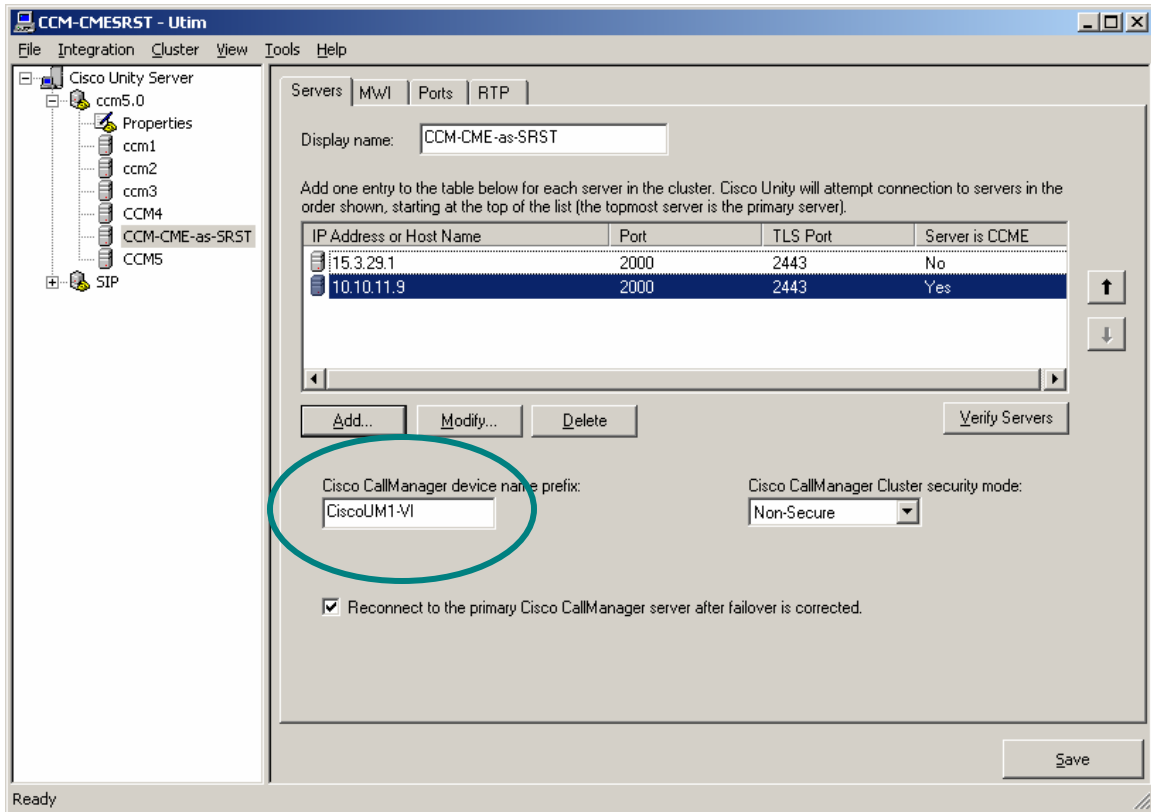 CCM-CMESRST - Utim
File Integration Cluster View Tools Help
Cisco Unity Server
ccm5.0
Properties
ccm1
ccm2
ccm3
CCM4
CCM-CME-as-SRST
CCM5
SIP
Servers MWI Ports RTP
Display name: CCM-CME-as-SRST
Add one entry to the table below for each server in the cluster. Cisco Unity will attempt connection to servers in the
order shown, starting at the top of the list (the topmost server is the primary server).
IP Address or Host Name Port TLS Port Server is CCME
15.3.29.1 2000 2443 No
10.10.11.9 2000 2443 Yes
Add... Modify... Delete Verify Servers
Cisco CallManager device name prefix: Cisco CallManager Cluster security mode:
CiscoUM1-VI Non-Secure
Reconnect to the primary Cisco CallManager server after failover is corrected.
Save
Ready